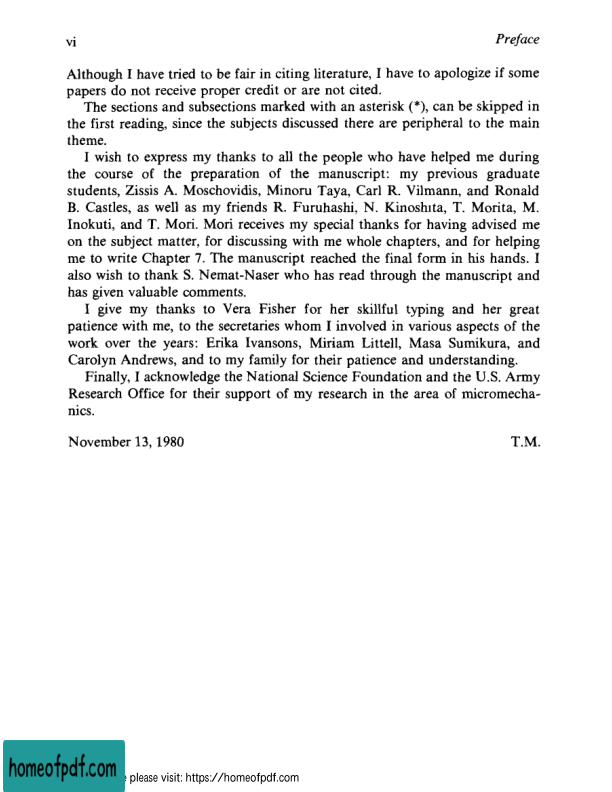 vi Preface
Although I have tried to be fair in citing literature, I have to apologize if some
papers do not receive proper credit or are not cited.
The sections and subsections marked with an asterisk (*), can be skipped in
the first reading, since the subjects discussed there are peripheral to the main
theme.
I wish to express my thanks to all the people who have helped me during
the course of the preparation of the manuscript: my previous graduate
students, Zissis A. Moschovidis, Minoru Taya, Carl R. Vilmann, and Ronald
B. Castles, as well as my friends R. Furuhashi, N. Kinoshita, T. Morita, M.
Inokuti, and T. Mori. Mori receives my special thanks for having advised me
on the subject matter, for discussing with me whole chapters, and for helping
me to write Chapter 7. The manuscript reached the final form in his hands. I
also wish to thank S. Nemat-Naser who has read through the manuscript and
has given valuable comments.
I give my thanks to Vera Fisher for her skillful typing and her great
patience with me, to the secretaries whom I involved in various aspects of the
work over the years: Erika Ivansons, Miriam Littell, Masa Sumikura, and
Carolyn Andrews, and to my family for their patience and understanding.
Finally, I acknowledge the National Science Foundation and the U.S. Army
Research Office for their support of my research in the area of micromecha-
nics.
November 13, 1980 T.M.
homeofpdf.com please visit: https://homeofpdf.com